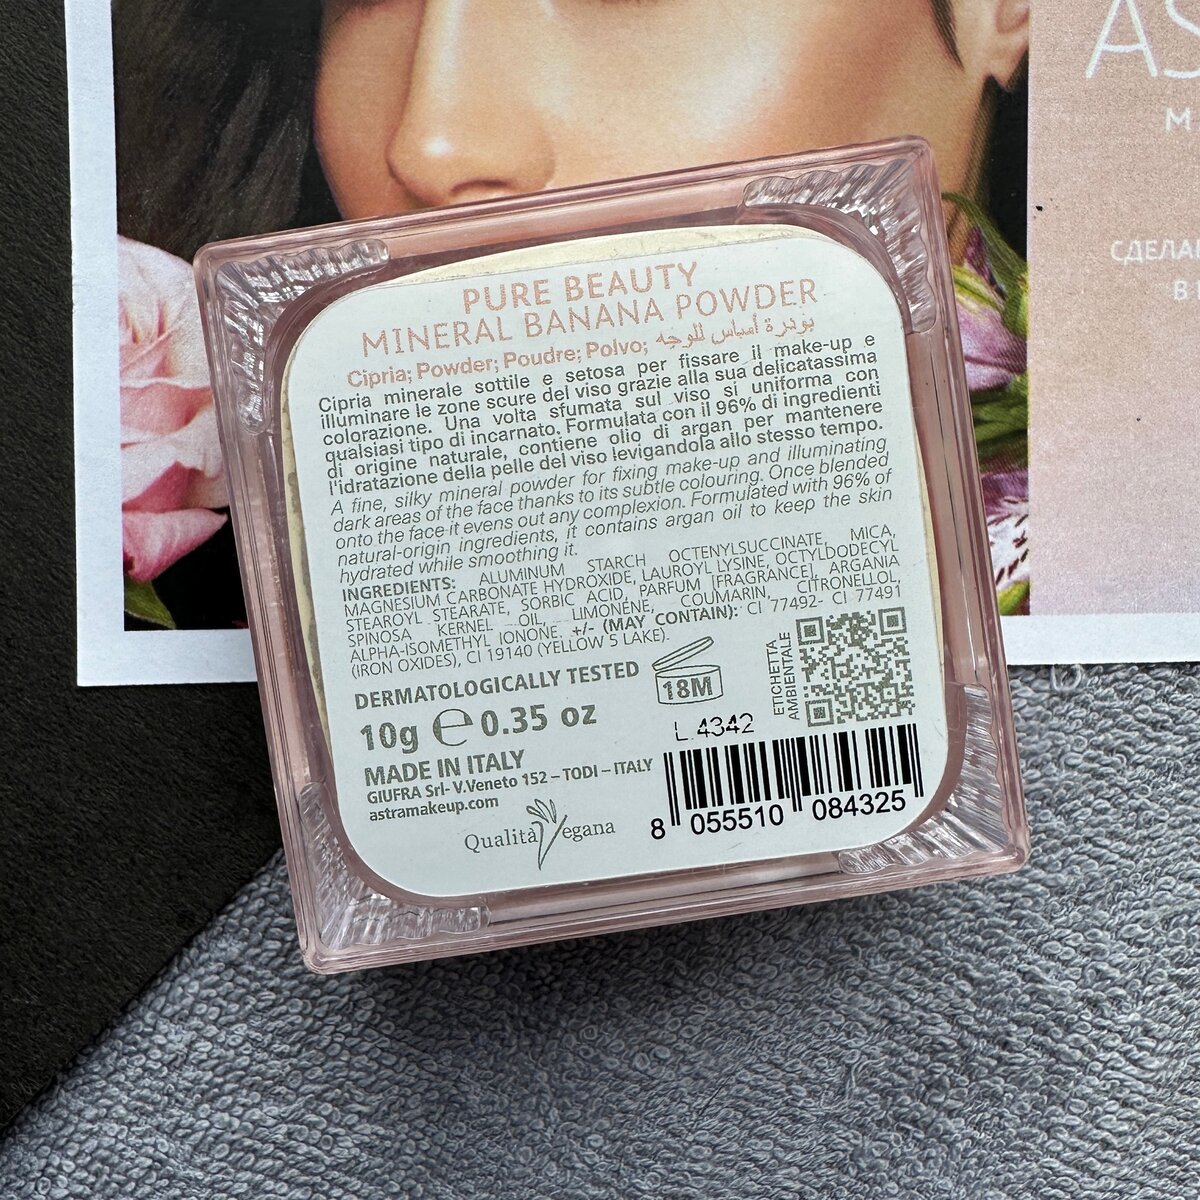 AS
M
СДЕЛА
В
PURE BEAUTY
MINERAL BANANA POWDER
Cipria; Powder; Poudre; Polvo; بودرة أساس للوجه
Cipria minerale sottile e setosa per fissare il make-up e
illuminare le zone scure del viso grazie alla sua delicatassima
colorazione. Una volta sfumata sul viso si uniforma con
qualsiasi tipo di incarnato. Formulata con il 96% di ingredienti
di origine naturale, contiene olio di argan per mantenere
l'idratazione della pelle del viso levigandola allo stesso tempo.
A fine, silky mineral powder for fixing make-up and illuminating
dark areas of the face thanks to its subtle colouring. Once blended
onto the face it evens out any complexion. Formulated with 96% of
natural-origin ingredients, it contains argan oil to keep the skin
hydrated while smoothing it.
INGREDIENTS: ALUMINUM STARCH OCTENYLSUCCINATE, MICA,
MAGNESIUM CARBONATE HYDROXIDE, LAUROYL LYSINE, OCTYLDODECYL
STEAROYL STEARATE, SORBIC ACID, PARFUM [FRAGRANCE], ARGANIA
SPINOSA KERNEL OIL, LIMONENE, COUMARIN, CITRONELLOL,
ALPHA-ISOMETHYL IONONE. +/- (MAY CONTAIN): CI 77492- CI 77491
(IRON OXIDES), CI 19140 (YELLOW 5 LAKE).
DERMATOLOGICALLY TESTED
18M
ETICHETTA
AMBIENTALE
10g e 0.35 oz
L 4342
MADE IN ITALY
GIUFRA Srl- V.Veneto 152 – TODI – ITALY
astramakeup.com
Qualità Vegana
8 055510 084325